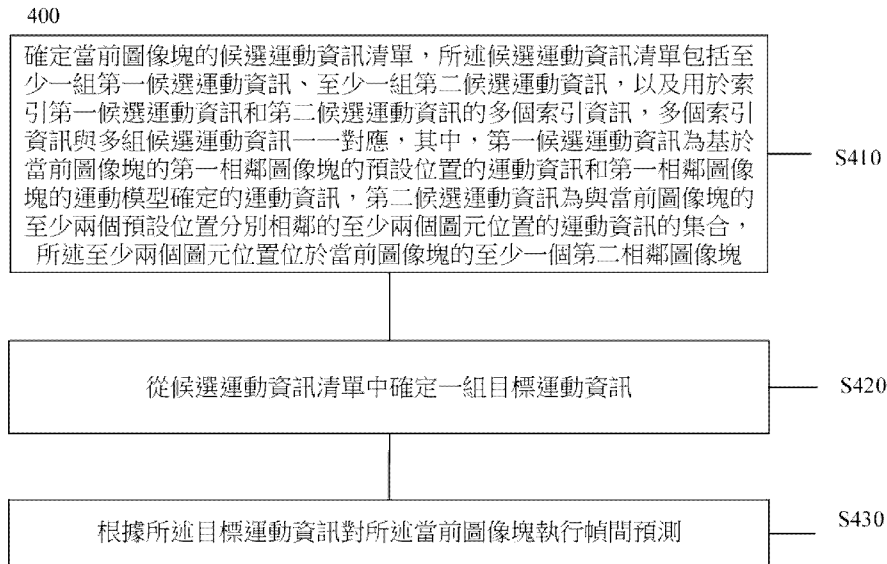 400
確定當前圖像塊的候選運動資訊清單，所述候選運動資訊清單包括至
少一組第一候選運動資訊、至少一組第二候選運動資訊，以及用於索
引第一候選運動資訊和第二候選運動資訊的多個索引資訊，多個索引
資訊與多組候選運動資訊一一對應，其中，第一候選運動資訊為基於
當前圖像塊的第一相鄰圖像塊的預設位置的運動資訊和第一相鄰圖像
塊的運動模型確定的運動資訊，第二候選運動資訊為與當前圖像塊的
至少兩個預設位置分別相鄰的至少兩個圖元位置的運動資訊的集合，
所述至少兩個圖元位置位於當前圖像塊的至少一個第二相鄰圖像塊
S410
從候選運動資訊清單中確定一組目標運動資訊
S420
根據所述目標運動資訊對所述當前圖像塊執行幀間預測
S430